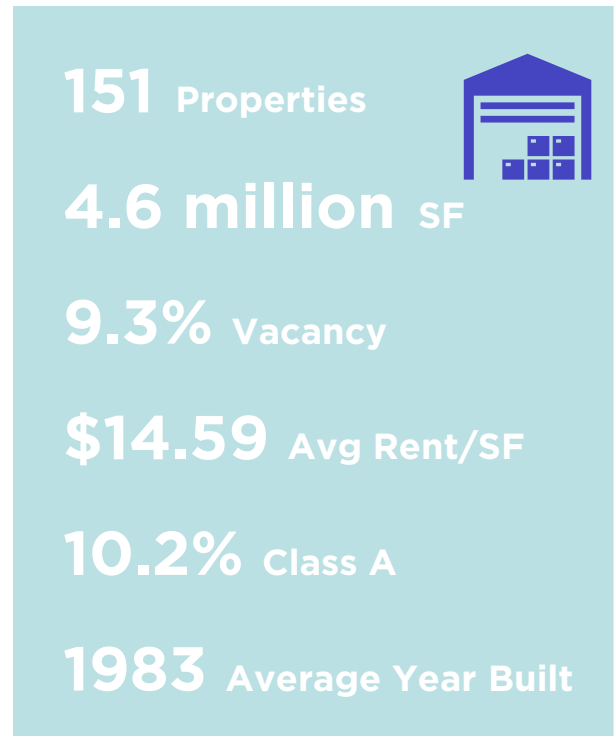 151 Properties
4.6 million SF
9.3% Vacancy
$14.59 Avg Rent/SF
10.2% Class A
1983 Average Year Built